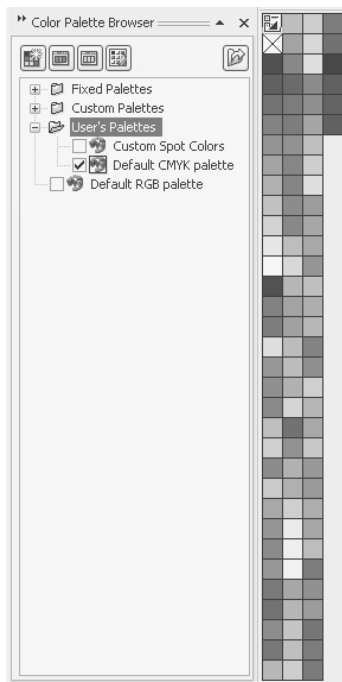 Color Palette Browser
Fixed Palettes
Custom Palettes
User's Palettes
Custom Spot Colors
Default CMYK palette
Default RGB palette